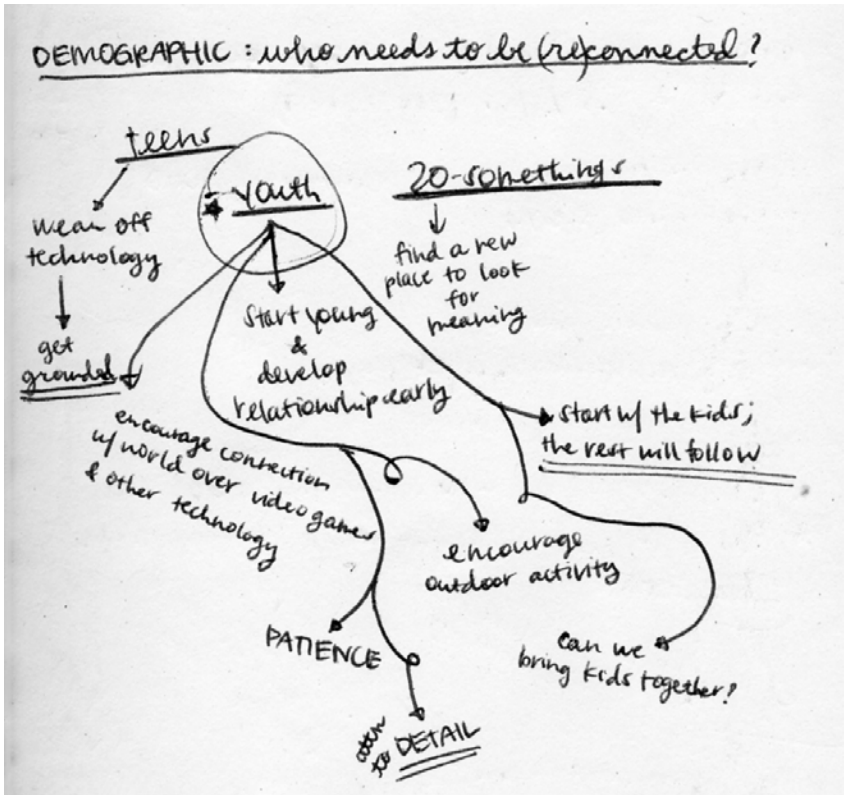 DEMOGRAPHIC: who needs to be (re)connected?
teens
youth
20-somethings
wean off
technology
get
grounded
find a new
place to look
for
meaning
start young
&
develop
relationship early
encourage connection
w/ world over video games
& other technology
start w/ the kids;
the rest will follow
encourage
outdoor activity
PATIENCE
can we
bring kids together?
attn
to DETAIL